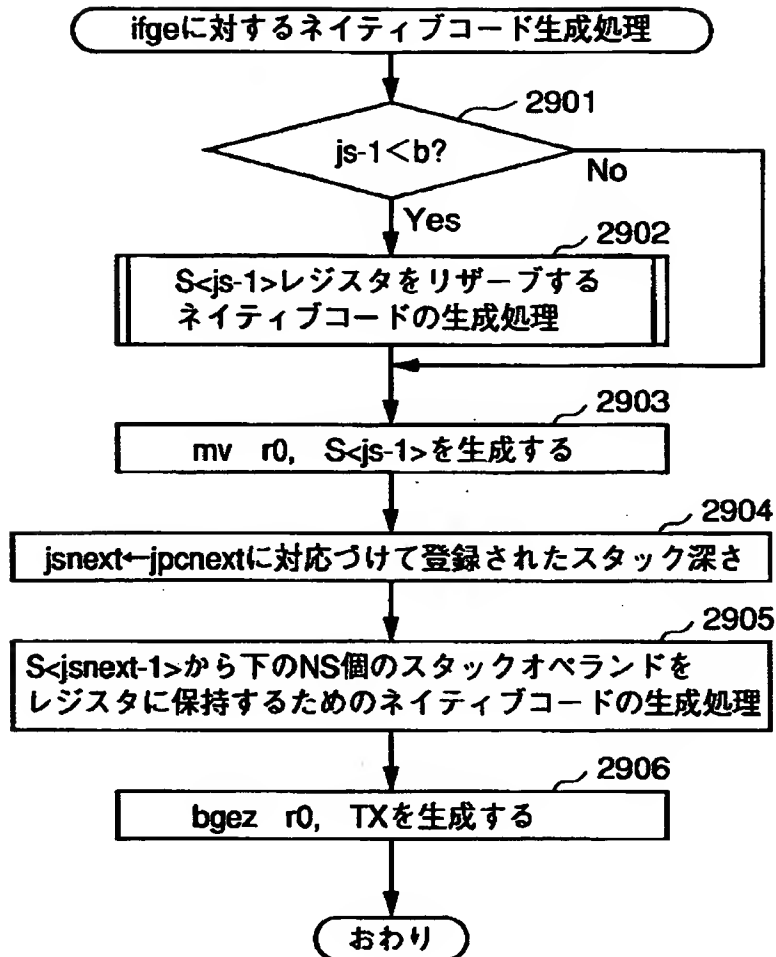 ifgeに対するネイティブコード生成処理
2901
js-1＜b?
No
Yes
2902
S<js-1>レジスタをリザーブする
ネイティブコードの生成処理
2903
mv r0, S<js-1>を生成する
2904
jsnext←jpcnextに対応づけて登録されたスタック深さ
2905
S<jsnext-1>から下のNS個のスタックオペランドを
レジスタに保持するためのネイティブコードの生成処理
2906
bgez r0, TXを生成する
おわり